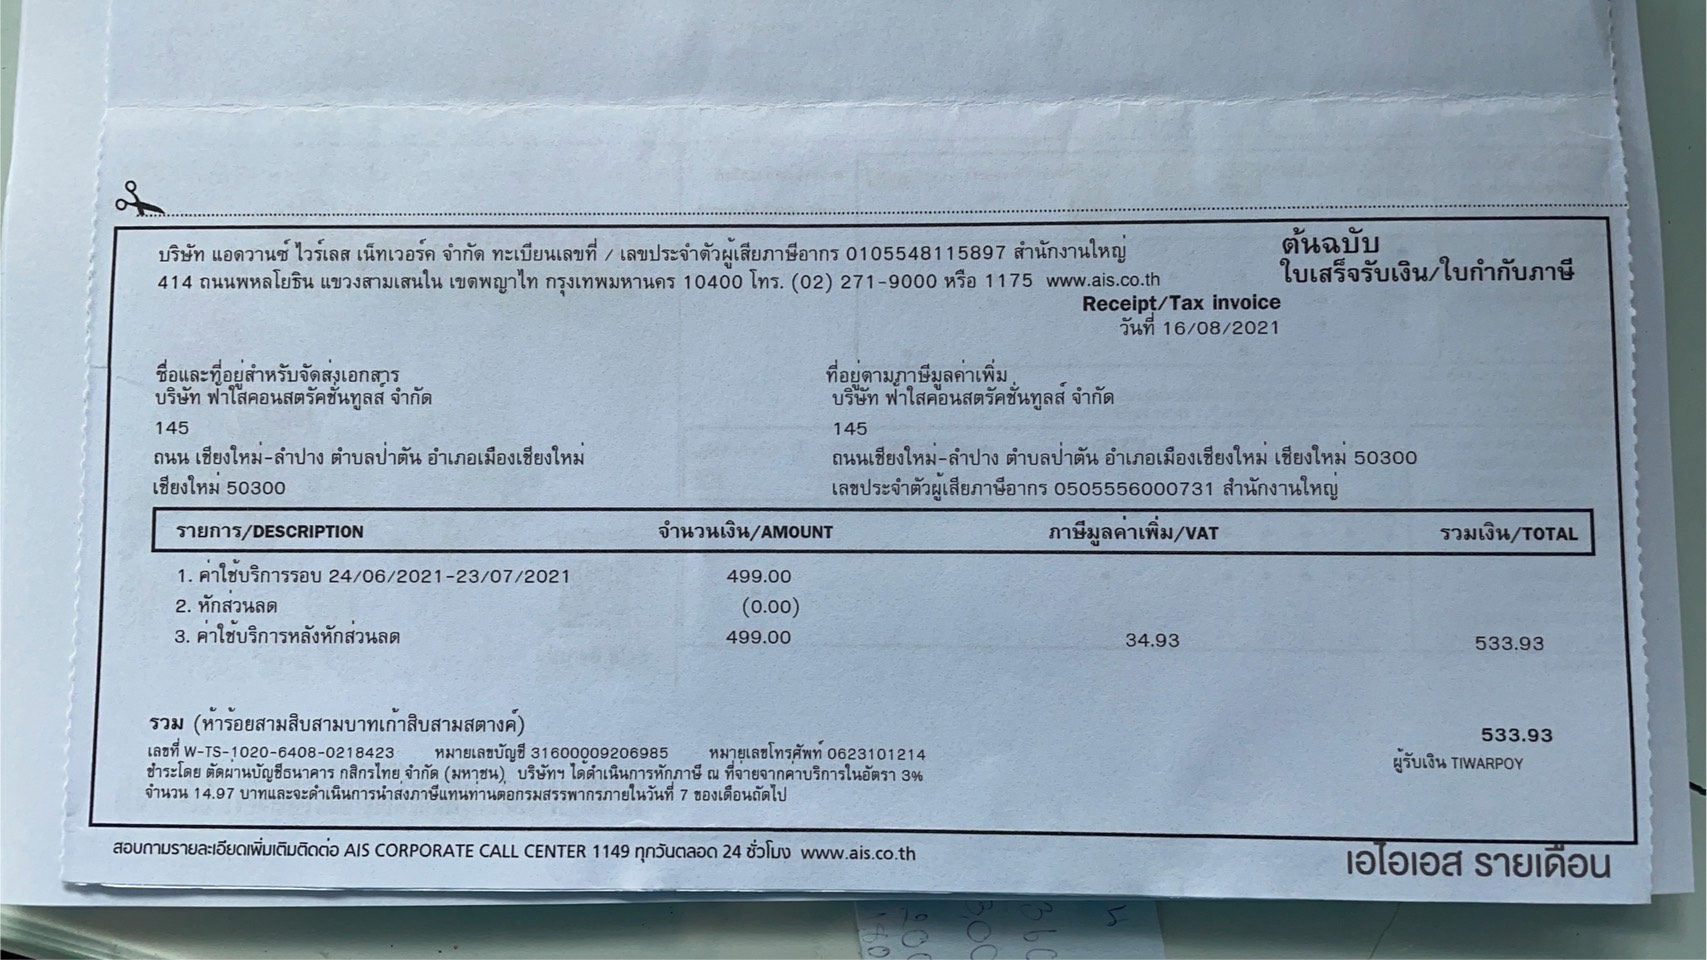 บริษัท แอดวานซ์ ไวร์เลส เน็ทเวอร์ค จำกัด ทะเบียนเลขที่ / เลขประจำตัวผู้เสียภาษีอากร 0105548115897 สำนักงานใหญ่
414 ถนนพหลโยธิน แขวงสามเสนใน เขตพญาไท กรุงเทพมหานคร 10400 โทร. (02) 271-9000 หรือ 1175 www.ais.co.th
ต้นฉบับ
ใบเสร็จรับเงิน/ใบกำกับภาษี
Receipt/Tax invoice
วันที่ 16/08/2021
ชื่อและที่อยู่สำหรับจัดส่งเอกสาร
บริษัท ฟ้าใสคอนสตรัคชั่นทูลส์ จำกัด
145
ถนน เชียงใหม่-ลำปาง ตำบลป่าตัน อำเภอเมืองเชียงใหม่
เชียงใหม่ 50300
ที่อยู่ตามภาษีมูลค่าเพิ่ม
บริษัท ฟ้าใสคอนสตรัคชั่นทูลส์ จำกัด
145
ถนนเชียงใหม่-ลำปาง ตำบลป่าตัน อำเภอเมืองเชียงใหม่ เชียงใหม่ 50300
เลขประจำตัวผู้เสียภาษีอากร 0505556000731 สำนักงานใหญ่
รายการ/DESCRIPTION จำนวนเงิน/AMOUNT ภาษีมูลค่าเพิ่ม/VAT รวมเงิน/TOTAL
1. ค่าใช้บริการรอบ 24/06/2021-23/07/2021 499.00
2. หักส่วนลด (0.00)
3. ค่าใช้บริการหลังหักส่วนลด 499.00 34.93 533.93
รวม (ห้าร้อยสามสิบสามบาทเก้าสิบสามสตางค์) 533.93
เลขที่ W-TS-1020-6408-0218423 หมายเลขบัญชี 31600009206985 หมายเลขโทรศัพท์ 0623101214
ผู้รับเงิน TIWARPOY
ชำระโดย ตัดผ่านบัญชีธนาคาร กสิกรไทย จำกัด (มหาชน) บริษัทฯ ได้ดำเนินการหักภาษี ณ ที่จ่ายจากค่าบริการในอัตรา 3%
จำนวน 14.97 บาทและจะดำเนินการนำส่งภาษีแทนท่านต่อกรมสรรพากรภายในวันที่ 7 ของเดือนถัดไป
สอบถามรายละเอียดเพิ่มเติมติดต่อ AIS CORPORATE CALL CENTER 1149 ทุกวันตลอด 24 ชั่วโมง www.ais.co.th
เอไอเอส รายเดือน